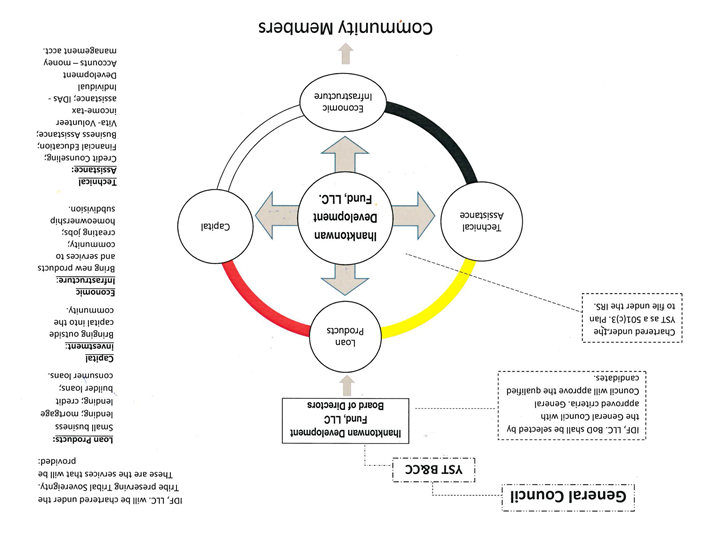 General Council
YST B&CC
IDF, LLC. will be chartered under the
Tribe preserving Tribal Sovereignty.
These are the services that will be
provided:
IDF, LLC. BoD shall be selected by
the General Council with
approved criteria. General
Council will approve the qualified
candidates.
Ihanktonwan Development
Fund, LLC
Board of Directors
Loan Products:
Small business
lending; mortgage
lending; credit
builder loans;
consumer loans.
Chartered under the
YST as a 501(c)3. Plan
to file under the IRS.
Loan
Products
Capital
Investment:
Bringing outside
capital into the
community.
Technical
Assistance
Ihanktonwan
Development
Fund, LLC.
Capital
Economic
Infrastructure:
Bring new products
and services to
community;
creating jobs;
homeownership
subdivision.
Economic
Infrastructure
Technical
Assistance:
Credit Counseling;
Financial Education;
Business Assistance;
Vita- Volunteer
income-tax
assistance; IDAs -
Individual
Development
Accounts – money
management acct.
Community Members